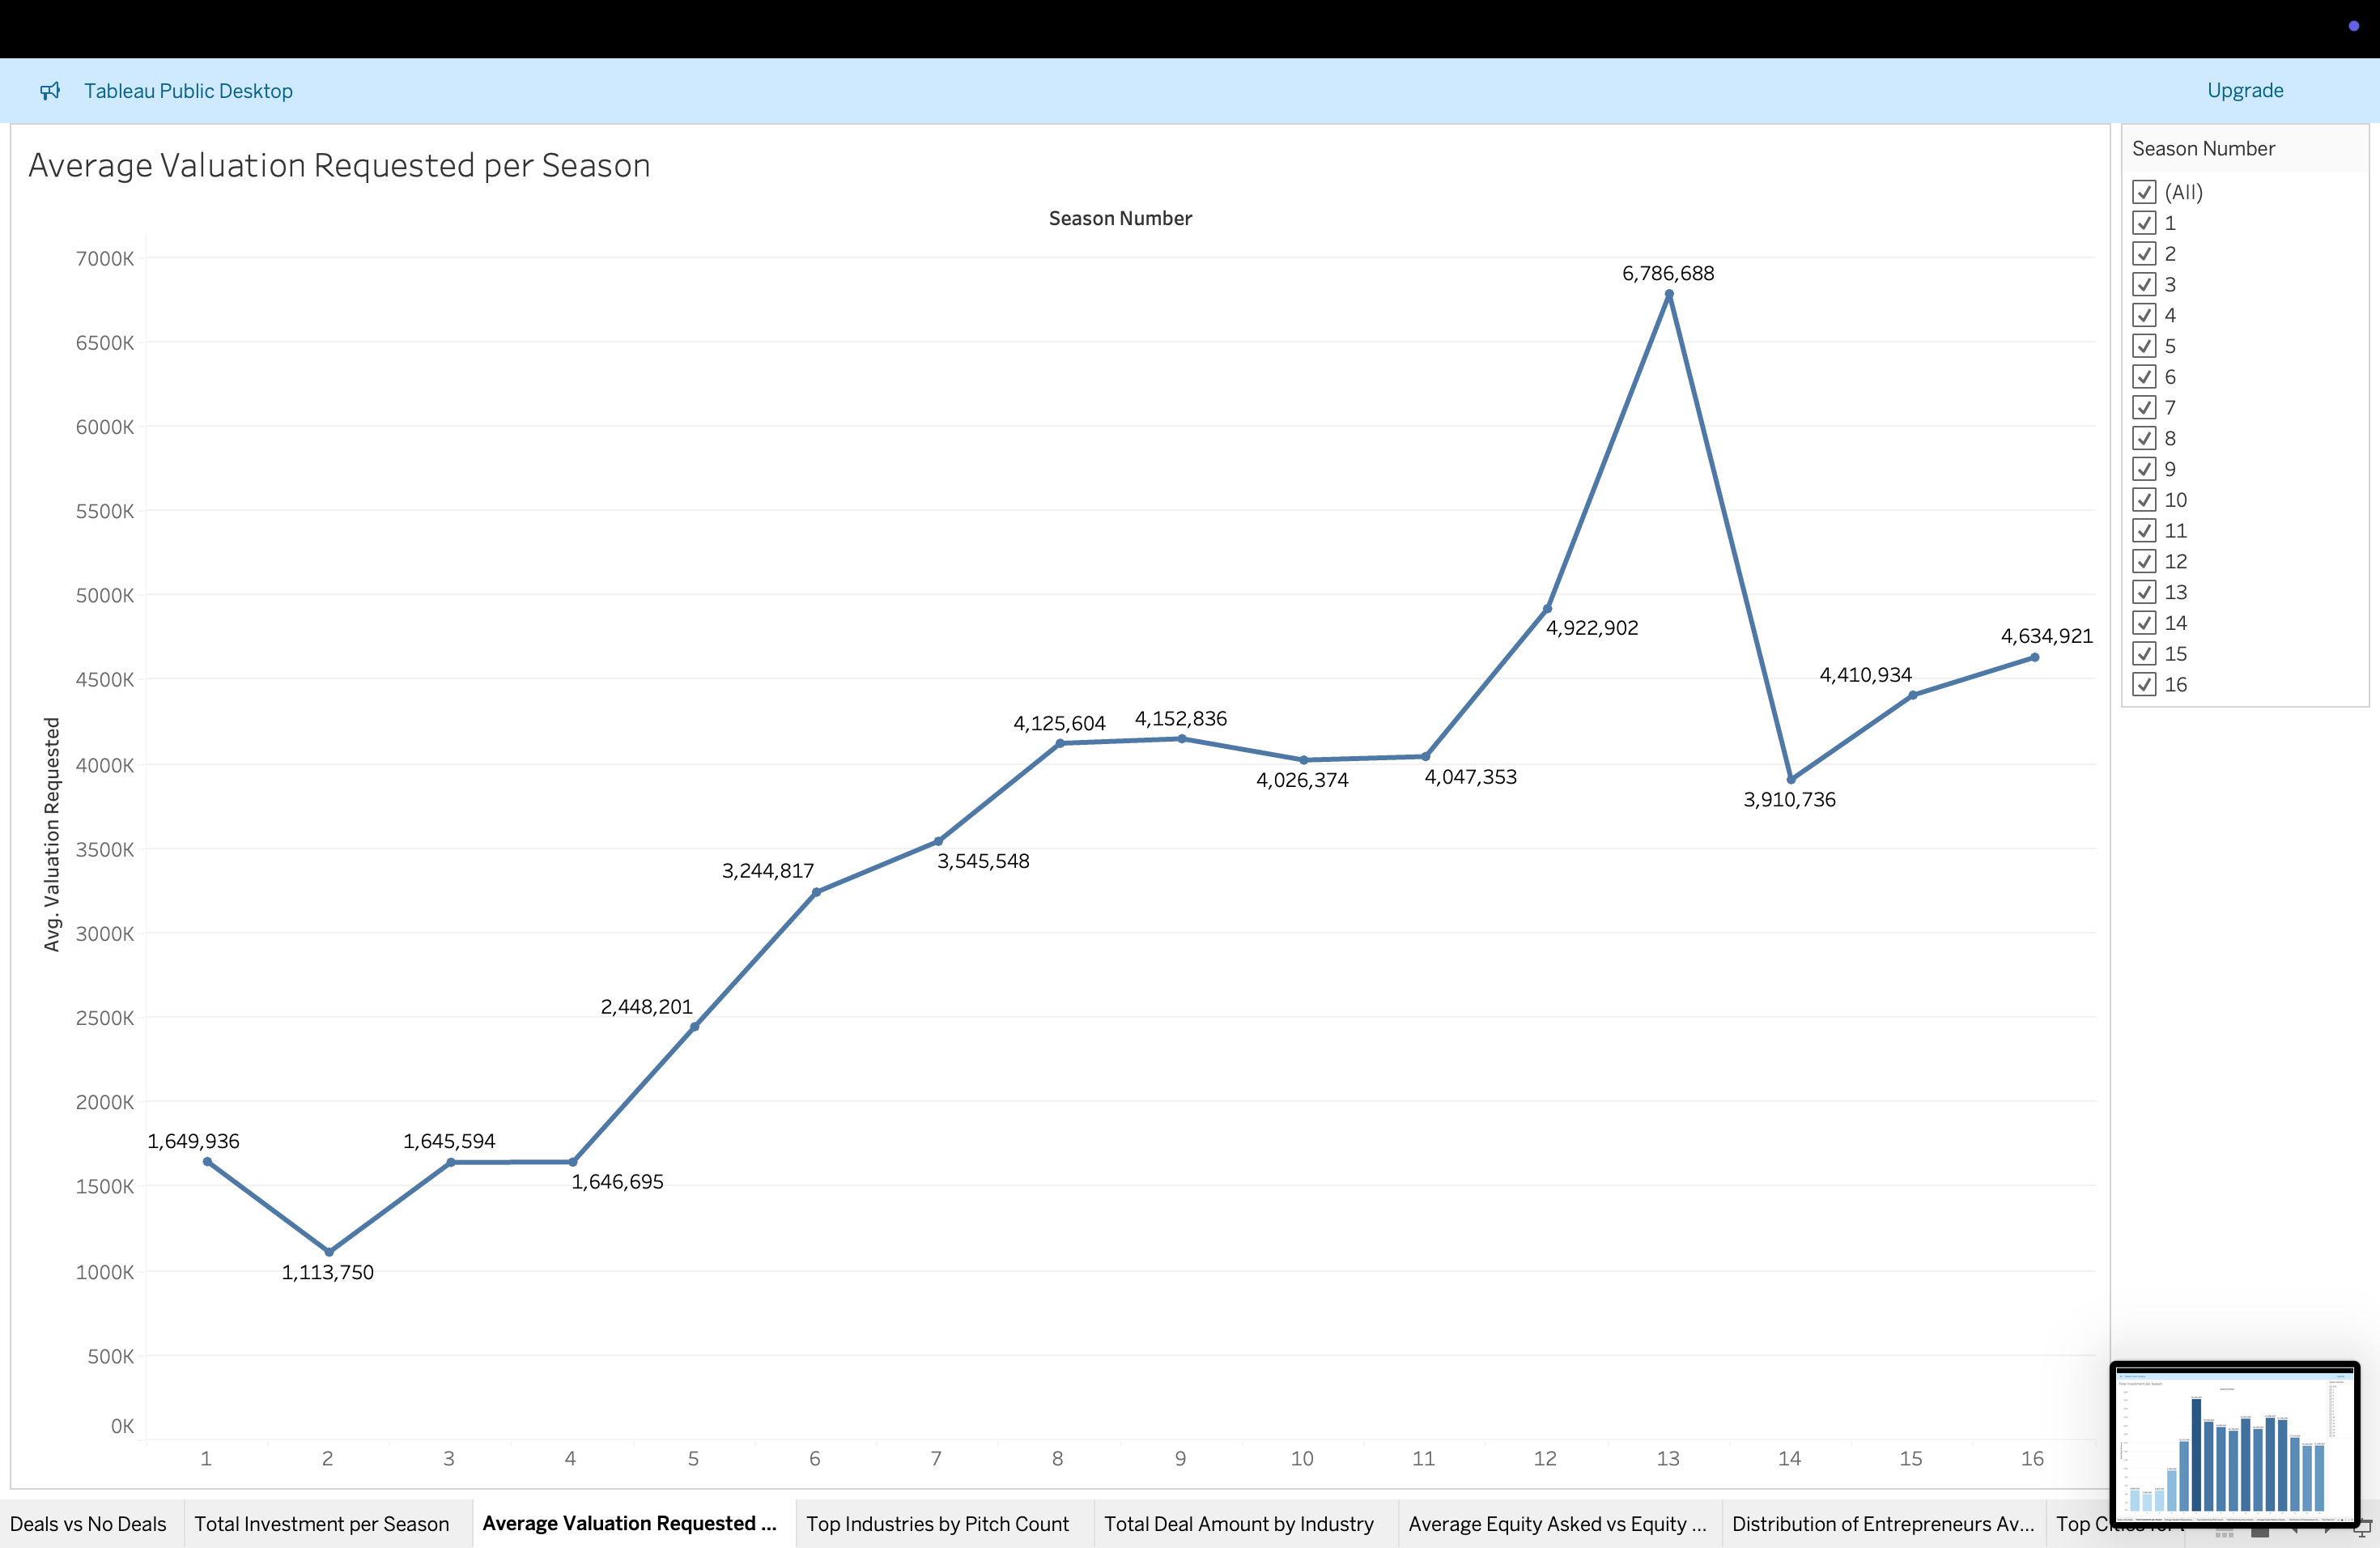 Tableau Public Desktop
Upgrade
Average Valuation Requested per Season
Season Number
7000K
6500K
6000K
5500K
5000K
4500K
4000K
3500K
3000K
2500K
2000K
1500K
1000K
500K
0K
Avg. Valuation Requested
1,649,936
1,113,750
1,645,594
1,646,695
2,448,201
3,244,817
3,545,548
4,125,604
4,152,836
4,026,374
4,047,353
4,922,902
6,786,688
3,910,736
4,410,934
4,634,921
1 2 3 4 5 6 7 8 9 10 11 12 13 14 15 16
Season Number
(All)
1
2
3
4
5
6
7
8
9
10
11
12
13
14
15
16
Deals vs No Deals
Total Investment per Season
Average Valuation Requested ...
Top Industries by Pitch Count
Total Deal Amount by Industry
Average Equity Asked vs Equity ...
Distribution of Entrepreneurs Av...
Top